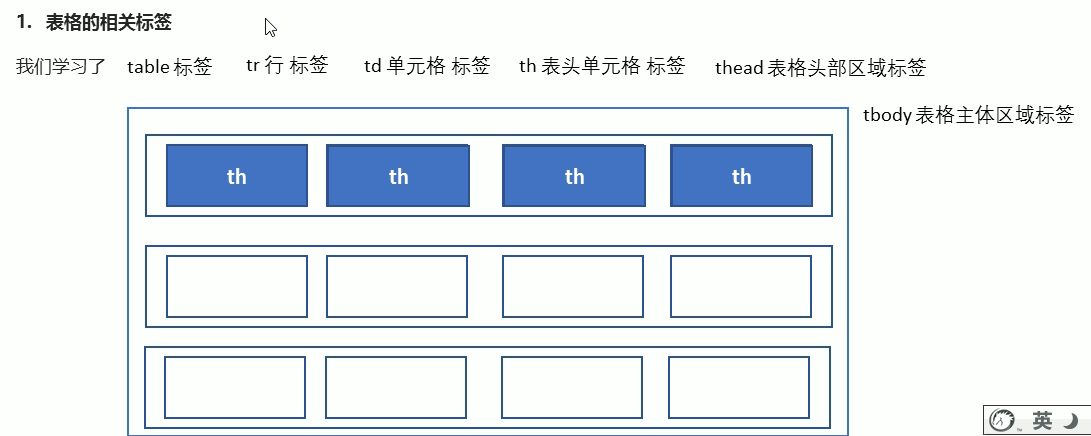 1. 表格的相关标签
我们学习了 table 标签 tr 行 标签 td 单元格 标签 th 表头单元格 标签 thead 表格头部区域标签
tbody 表格主体区域标签
th th th th
英